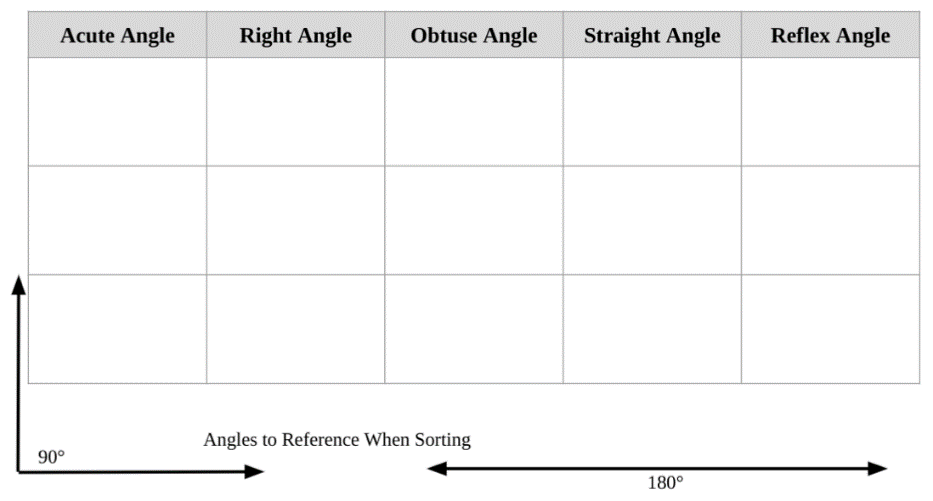 Acute Angle Right Angle Obtuse Angle Straight Angle Reflex Angle
Angles to Reference When Sorting
90°
180°